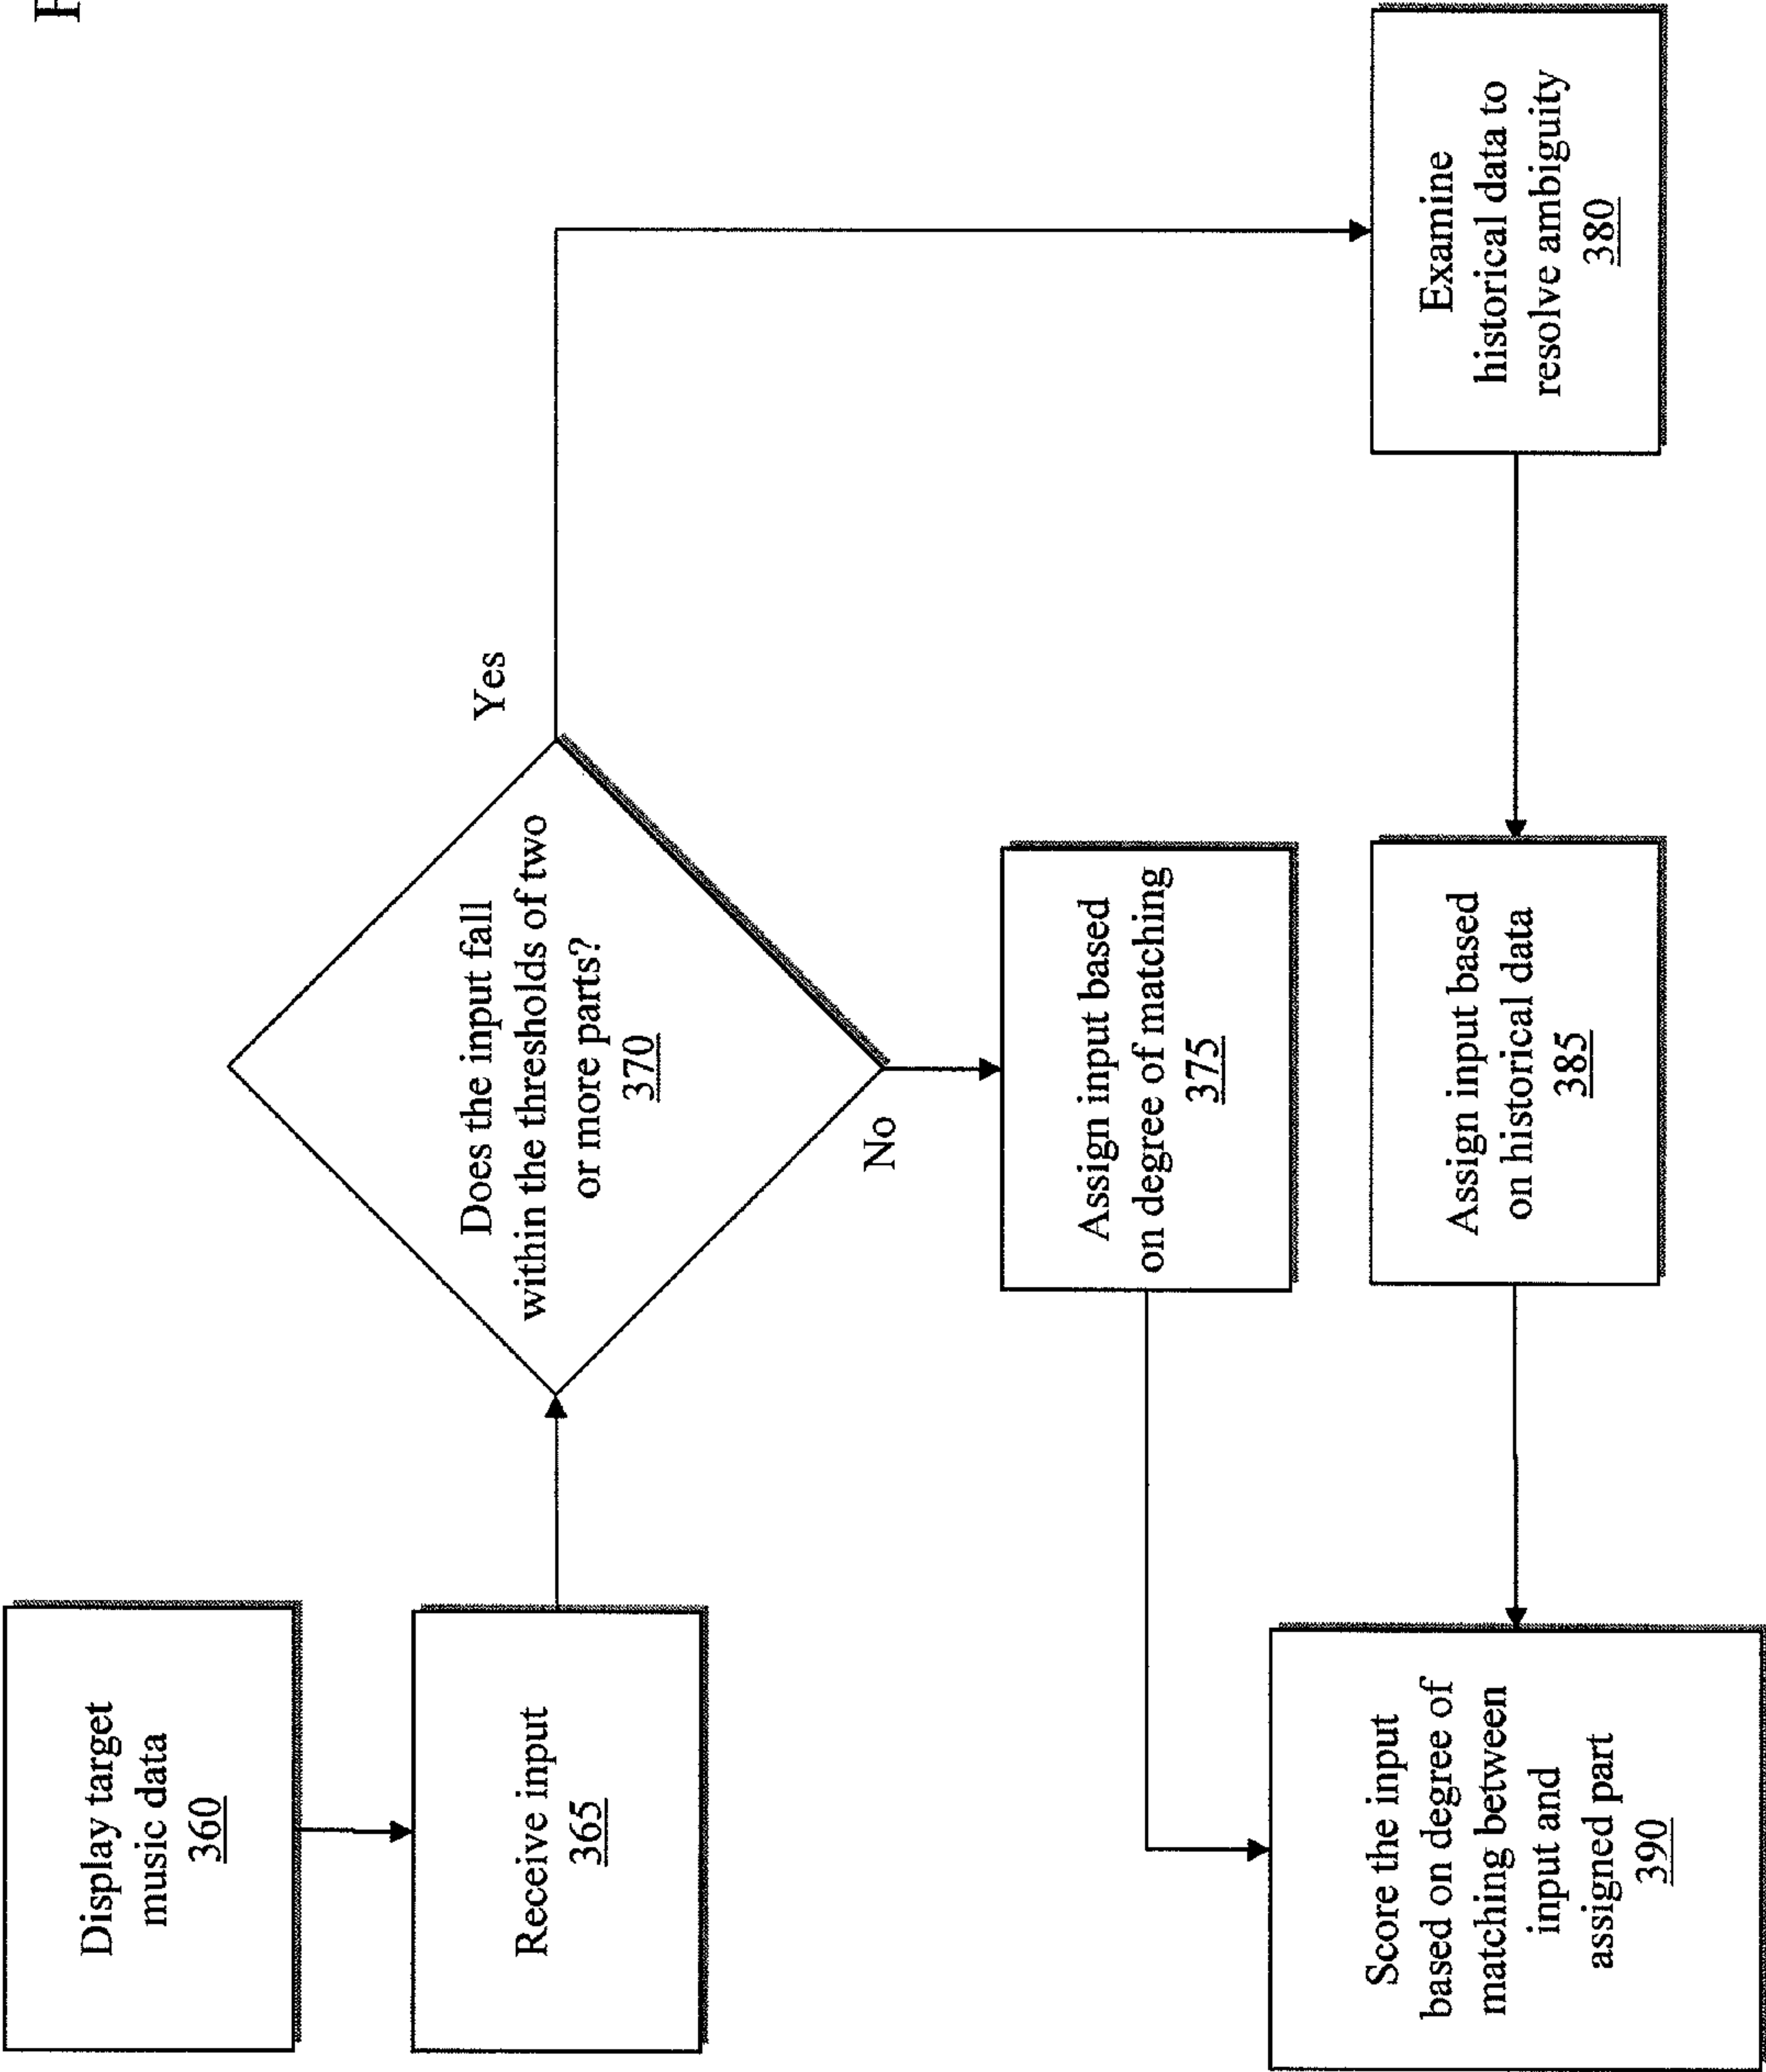 Display target
music data
360
Receive input
365
Does the input fall
within the thresholds of two
or more parts?
370
Yes
No
Assign input based
on degree of matching
375
Examine
historical data to
resolve ambiguity
380
Assign input based
on historical data
385
Score the input
based on degree of
matching between
input and
assigned part
390